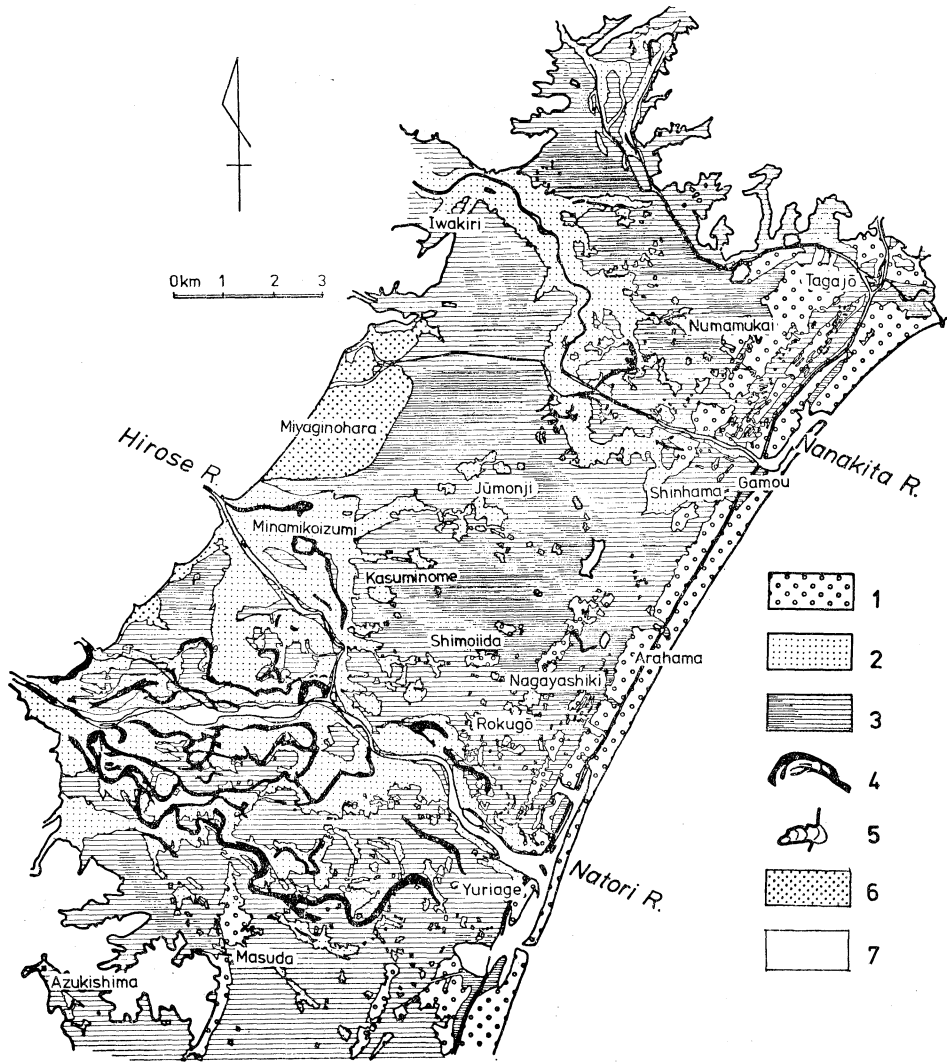 Iwakiri
0km 1 2 3
Tagajō
Numamukai
Miyaginohara
Hirose R.
Nanakita R.
Jūmonji
Shinhama
Gamou
Minamikoizumi
Kasuminome
1
Shimoiida
Arahama
2
Nagayashiki
Rokugō
3
4
5
Natori R.
Yuriage
6
Masuda
7
Azukishima